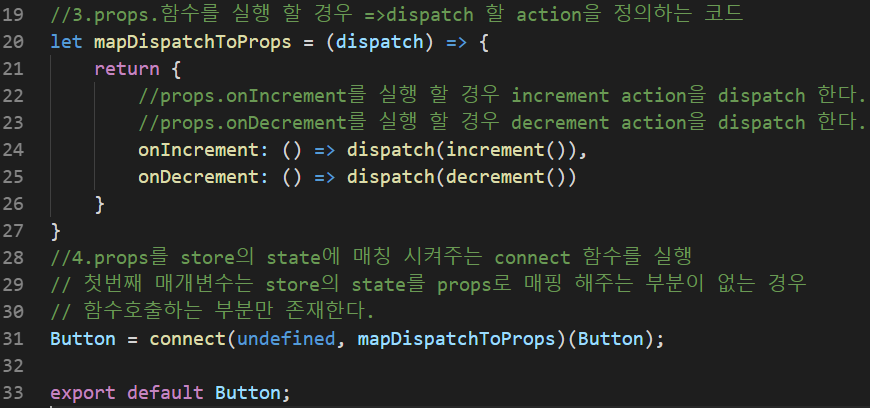 19 //3.props.함수를 실행 할 경우 =>dispatch 할 action을 정의하는 코드
20 let mapDispatchToProps = (dispatch) => {
21     return {
22         //props.onIncrement를 실행 할 경우 increment action을 dispatch 한다.
23         //props.onDecrement를 실행 할 경우 decrement action을 dispatch 한다.
24         onIncrement: () => dispatch(increment()),
25         onDecrement: () => dispatch(decrement())
26     }
27 }
28 //4.props를 store의 state에 매칭 시켜주는 connect 함수를 실행
29 // 첫번째 매개변수는 store의 state를 props로 매핑 해주는 부분이 없는 경우
30 // 함수호출하는 부분만 존재한다.
31 Button = connect(undefined, mapDispatchToProps)(Button);
32
33 export default Button;